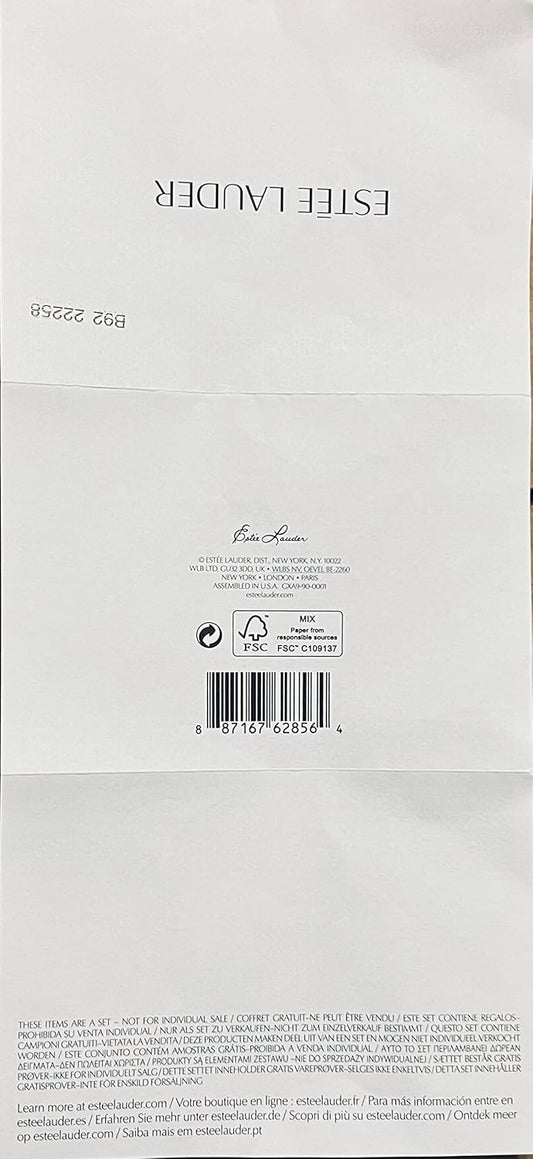 ESTĒE LAUDER
B92 22258
Estée Lauder
© ESTÉE LAUDER, DIST., NEW YORK, N.Y. 10022
WLB LTD, GU32 3DD, UK • WLBS NV, OEVEL BE-2260
NEW YORK • LONDON • PARIS
ASSEMBLED IN U.S.A. GXA9-90-0001
esteelauder.com
MIX
Paper from
responsible sources
FSC
FSC™ C109137
8 87167 62856 4
THESE ITEMS ARE A SET – NOT FOR INDIVIDUAL SALE / COFFRET GRATUIT–NE PEUT ÊTRE VENDU / ESTE SET CONTIENE REGALOS–
PROHIBIDA SU VENTA INDIVIDUAL / NUR ALS SET ZU VERKAUFEN–NICHT ZUM EINZELVERKAUF BESTIMMT / QUESTO SET CONTIENE
CAMPIONI GRATUITI–VIETATA LA VENDITA / DEZE PRODUCTEN MAKEN DEEL UIT VAN EEN SET EN MOGEN NIET INDIVIDUEEL VERKOCHT
WORDEN / ESTE CONJUNTO CONTÉM AMOSTRAS GRÁTIS–PROIBIDA A VENDA INDIVIDUAL / ΑΥΤΟ ΤΟ ΣΕΤ ΠΕΡΙΛΑΜΒΑΝΕΙ ΔΩΡΕΑΝ
ΔΕΙΓΜΑΤΑ–ΔΕΝ ΠΩΛΕΙΤΑΙ ΧΩΡΙΣΤΑ / PRODUKTY SĄ ELEMENTAMI ZESTAWU –NIE DO SPRZEDAŻY INDYWIDUALNEJ / SÆTTET BESTÅR GRATIS
PRØVER–IKKE FOR INDIVIDUELT SALG / DETTE SETTET INNEHOLDER GRATIS VAREPRØVER–SELGES IKKE ENKELTVIS / DETTA SET INNEHÅLLER
GRATISPROVER–INTE FÖR ENSKILD FÖRSÄLJNING
Learn more at esteelauder.com / Votre boutique en ligne : esteelauder.fr / Para más información entre en
esteelauder.es / Erfahren Sie mehr unter esteelauder.de / Scopri di più su esteelauder.com / Ontdek meer
op esteelauder.com / Saiba mais em esteelauder.pt